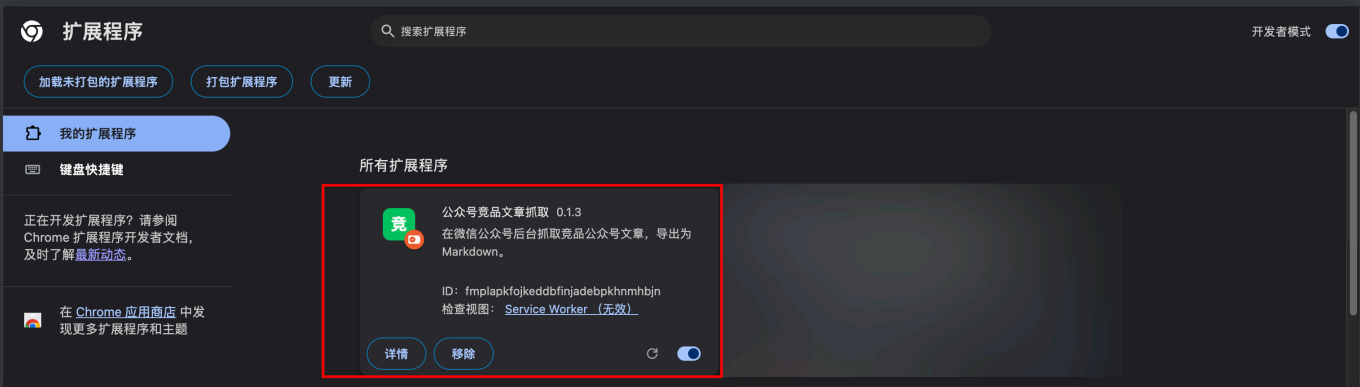 扩展程序
搜索扩展程序
开发者模式
加载未打包的扩展程序
打包扩展程序
更新
我的扩展程序
键盘快捷键
正在开发扩展程序？请参阅
Chrome 扩展程序开发者文档，
及时了解最新动态。
在 Chrome 应用商店 中发
现更多扩展程序和主题
所有扩展程序
竞
公众号竞品文章抓取 0.1.3
在微信公众号后台抓取竞品公众号文章，导出为
Markdown。
ID：fmplapkfojkeddbfinjadebpkhnmhbjn
检查视图： Service Worker （无效）
详情
移除